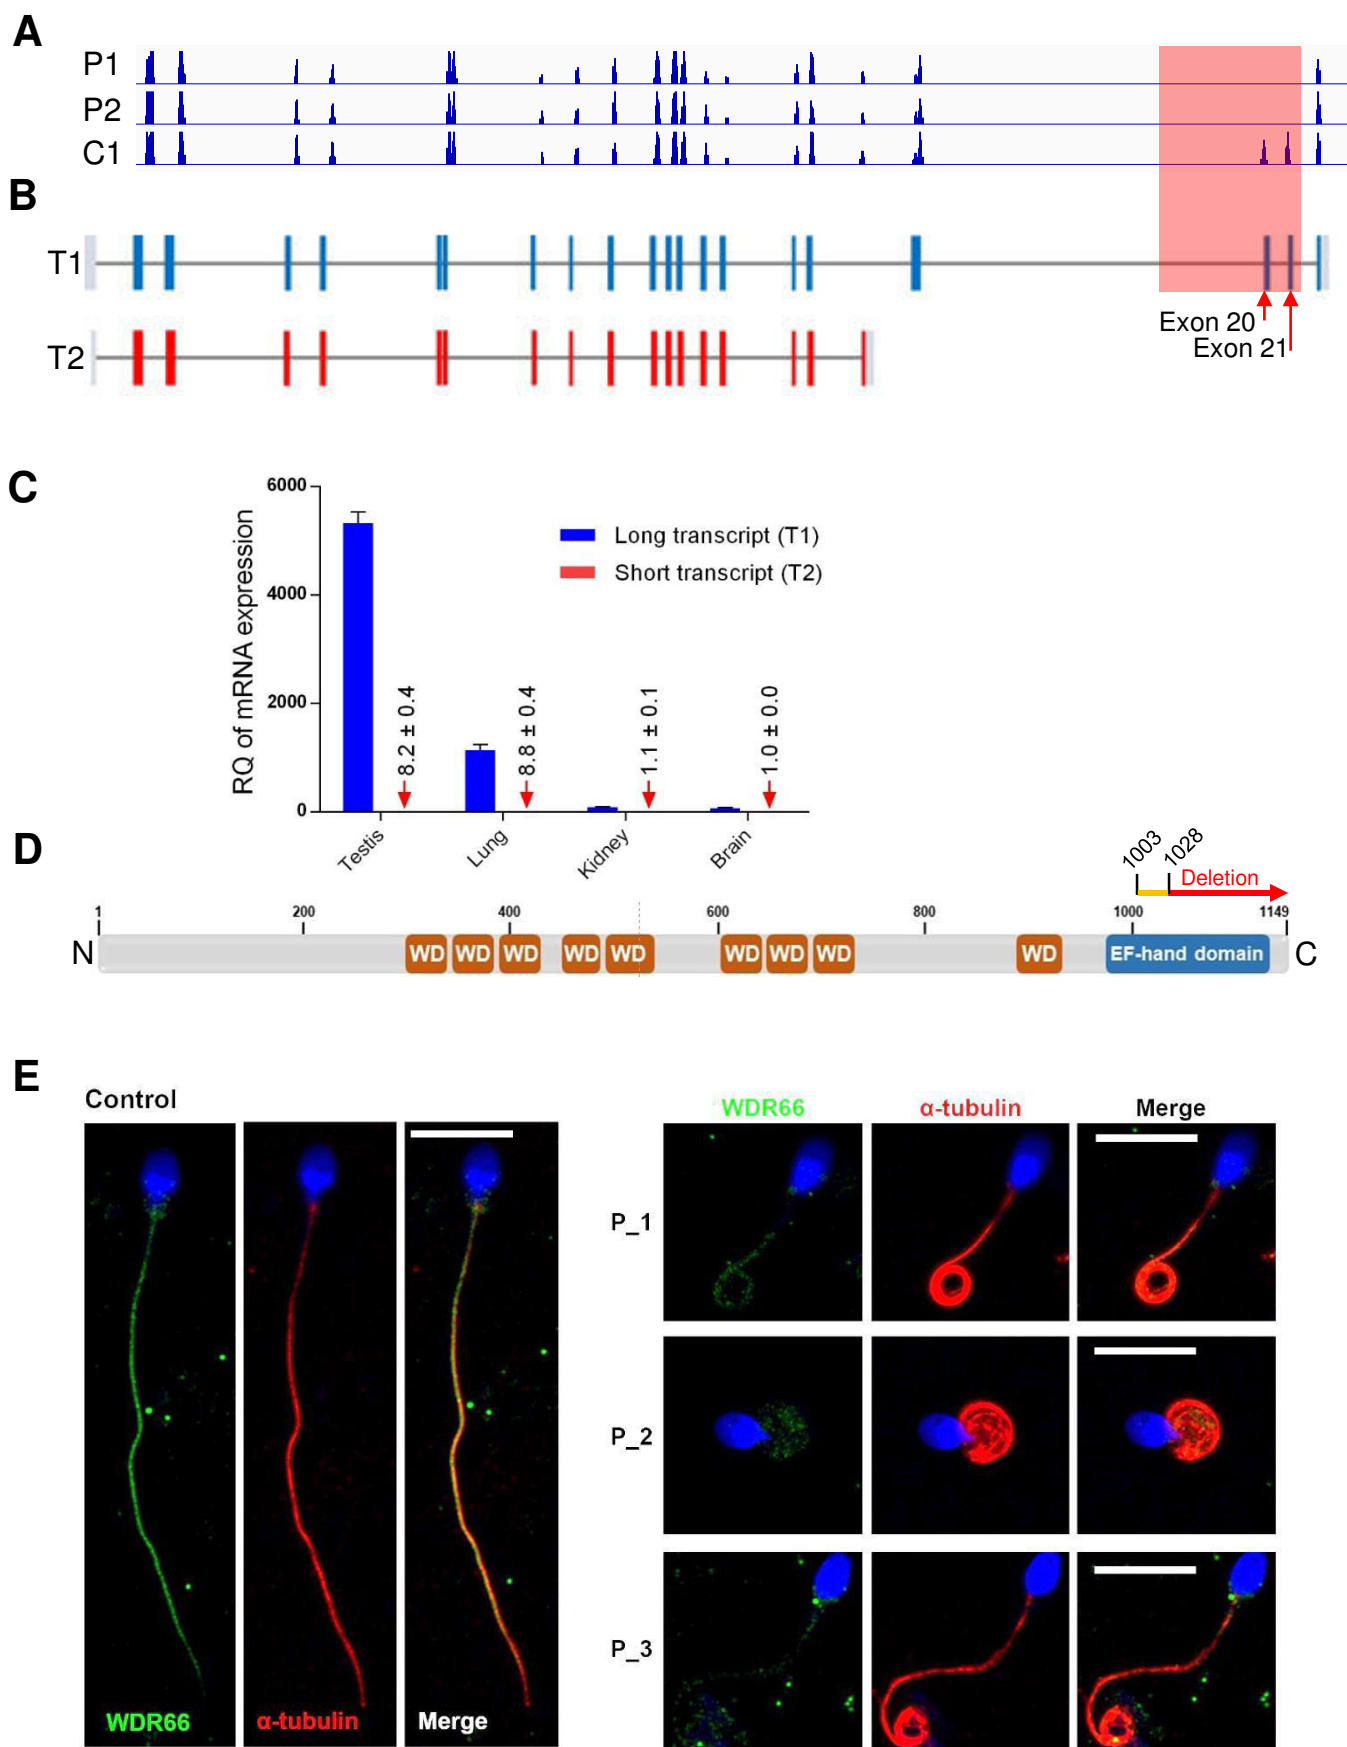 A
P1
P2
C1
B
T1
Exon 20
Exon 21
T2
C
6000
4000
2000
0
RQ of mRNA expression
Long transcript (T1)
Short transcript (T2)
8.2 ± 0.4
8.8 ± 0.4
1.1 ± 0.1
1.0 ± 0.0
Testis
Lung
Kidney
Brain
D
1003
1028
Deletion
1 200 400 600 800 1000 1149
N WD WD WD WD WD WD WD WD WD EF-hand domain C
E
Control
WDR66 α-tubulin Merge
WDR66 α-tubulin Merge
P_1
P_2
P_3